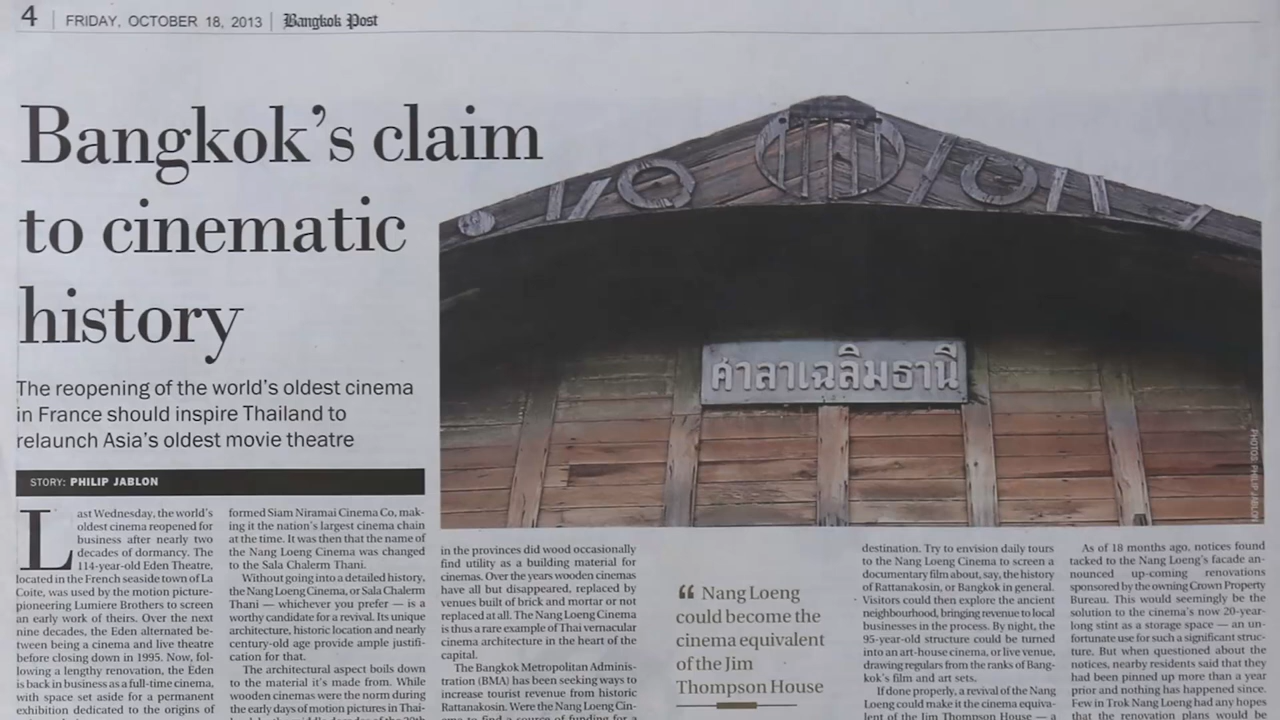 4 FRIDAY, OCTOBER 18, 2013 Bangkok Post
Bangkok's claim
to cinematic
history
The reopening of the world's oldest cinema
in France should inspire Thailand to
relaunch Asia's oldest movie theatre
STORY: PHILIP JABLON
ศาลาเฉลิมธานี
PHOTOS: PHILIP JABLON
Last Wednesday, the world's
oldest cinema reopened for
business after nearly two
decades of dormancy. The
114-year-old Eden Theatre,
located in the French seaside town of La
Coite, was used by the motion picture-
pioneering Lumiere Brothers to screen
an early work of theirs. Over the next
nine decades, the Eden alternated be-
tween being a cinema and live theatre
before closing down in 1995. Now, fol-
lowing a lengthy renovation, the Eden
is back in business as a full-time cinema,
with space set aside for a permanent
exhibition dedicated to the origins of
formed Siam Niramai Cinema Co, mak-
ing it the nation's largest cinema chain
at the time. It was then that the name of
the Nang Loeng Cinema was changed
to the Sala Chalerm Thani.
Without going into a detailed history,
the Nang Loeng Cinema, or Sala Chalerm
Thani — whichever you prefer — is a
worthy candidate for a revival. Its unique
architecture, historic location and nearly
century-old age provide ample justifi-
cation for that.
The architectural aspect boils down
to the material it's made from. While
wooden cinemas were the norm during
the early days of motion pictures in Thai-
in the provinces did wood occasionally
find utility as a building material for
cinemas. Over the years wooden cinemas
have all but disappeared, replaced by
venues built of brick and mortar or not
replaced at all. The Nang Loeng Cinema
is thus a rare example of Thai vernacular
cinema architecture in the heart of the
capital.
The Bangkok Metropolitan Adminis-
tration (BMA) has been seeking ways to
increase tourist revenue from historic
Rattanakosin. Were the Nang Loeng Cin-
ema to find a source of funding for a
“ Nang Loeng
could become the
cinema equivalent
of the Jim
Thompson House
destination. Try to envision daily tours
to the Nang Loeng Cinema to screen a
documentary film about, say, the history
of Rattanakosin, or Bangkok in general.
Visitors could then explore the ancient
neighbourhood, bringing revenue to local
businesses in the process. By night, the
95-year-old structure could be turned
into an art-house cinema, or live venue,
drawing regulars from the ranks of Bang-
kok's film and art sets.
If done properly, a revival of the Nang
Loeng could make it the cinema equiva-
lent of the Jim Thompson House — a
As of 18 months ago, notices found
tacked to the Nang Loeng's facade an-
nounced up-coming renovations
sponsored by the owning Crown Property
Bureau. This would seemingly be the
solution to the cinema's now 20-year-
long stint as a storage space — an un-
fortunate use for such a significant struc-
ture. But when questioned about the
notices, nearby residents said that they
had been pinned up more than a year
prior and nothing has happened since.
Few in Trok Nang Loeng had any hopes
that the renovation plans would be